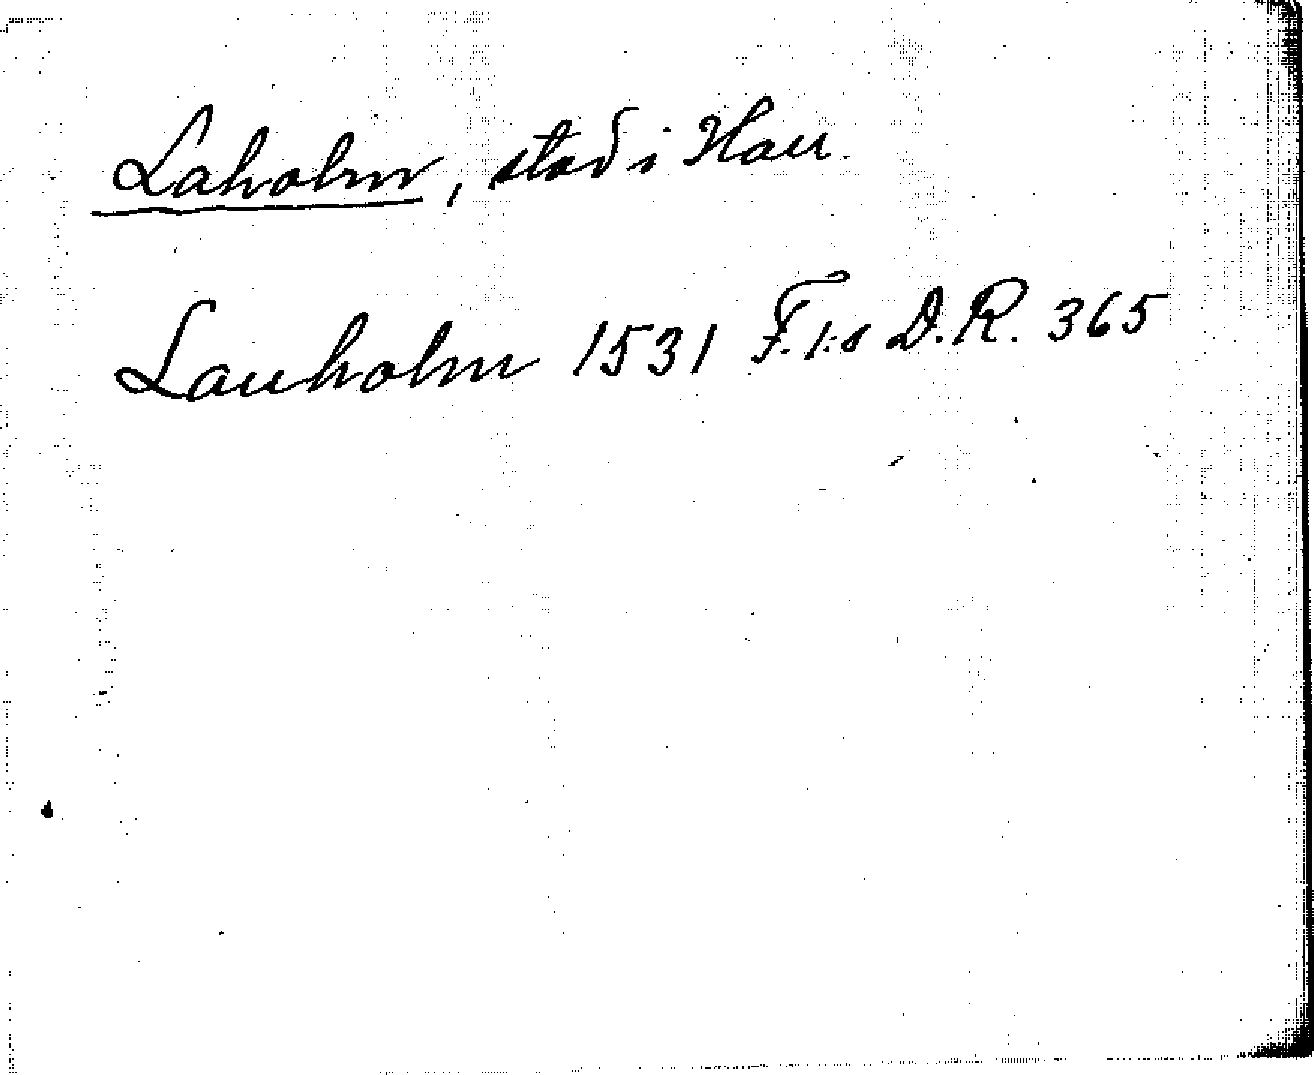 Laholm, stad i Hall.
Lauholm 1531 F.I:s D.R. 365